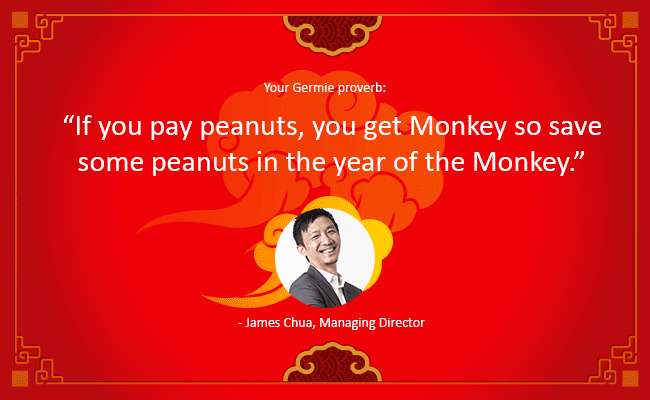 Your Germie proverb:
“If you pay peanuts, you get Monkey so save
some peanuts in the year of the Monkey.”
- James Chua, Managing Director